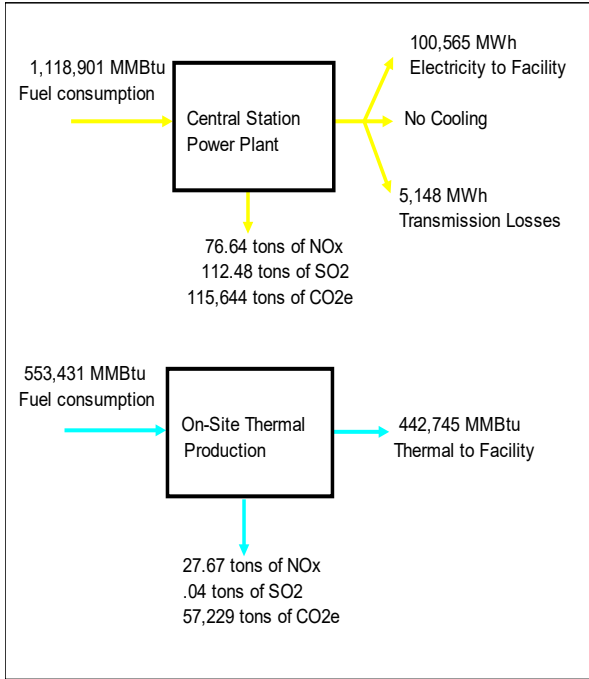 1,118,901 MMBtu
Fuel consumption
Central Station
Power Plant
100,565 MWh
Electricity to Facility
No Cooling
5,148 MWh
Transmission Losses
76.64 tons of NOx
112.48 tons of SO2
115,644 tons of CO2e
553,431 MMBtu
Fuel consumption
On-Site Thermal
Production
442,745 MMBtu
Thermal to Facility
27.67 tons of NOx
.04 tons of SO2
57,229 tons of CO2e